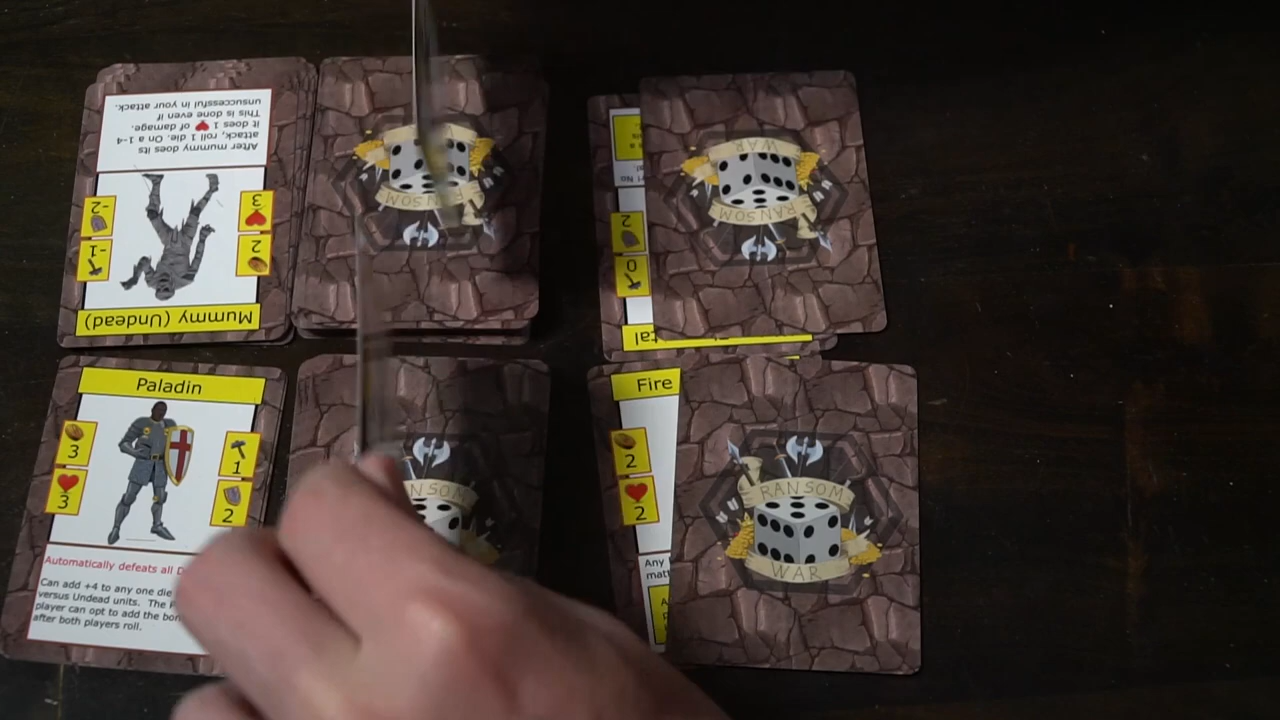 After mummy does its
attack, roll 1 die. On a 1-4
it does 1 of damage.
This is done even if
unsuccessful in your attack.
-2
-1
3
2
Mummy (Undead)
WAR
RANSOM
2
0
Paladin
3
3
1
2
Automatically defeats all
Can add +4 to any one die
versus Undead units. The
player can opt to add the
after both players roll.
Fire
2
2
Any
RANSOM
WAR